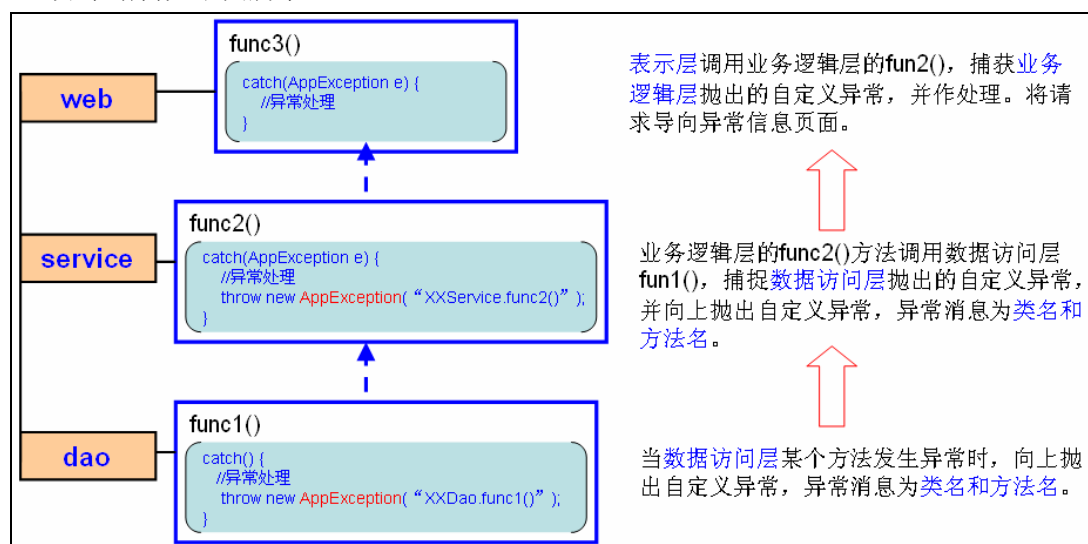 func3()
catch(AppException e) {
//异常处理
}
web
表示层调用业务逻辑层的fun2(), 捕获业务
逻辑层抛出的自定义异常，并作处理。将请
求导向异常信息页面。
func2()
catch(AppException e) {
//异常处理
throw new AppException( “XXService.func2()” );
}
service
业务逻辑层的func2()方法调用数据访问层
fun1(), 捕捉数据访问层抛出的自定义异常,
并向上抛出自定义异常，异常消息为类名和
方法名。
func1()
catch() {
//异常处理
throw new AppException( “XXDao.func1()” );
}
dao
当数据访问层某个方法发生异常时，向上抛
出自定义异常，异常消息为类名和方法名。